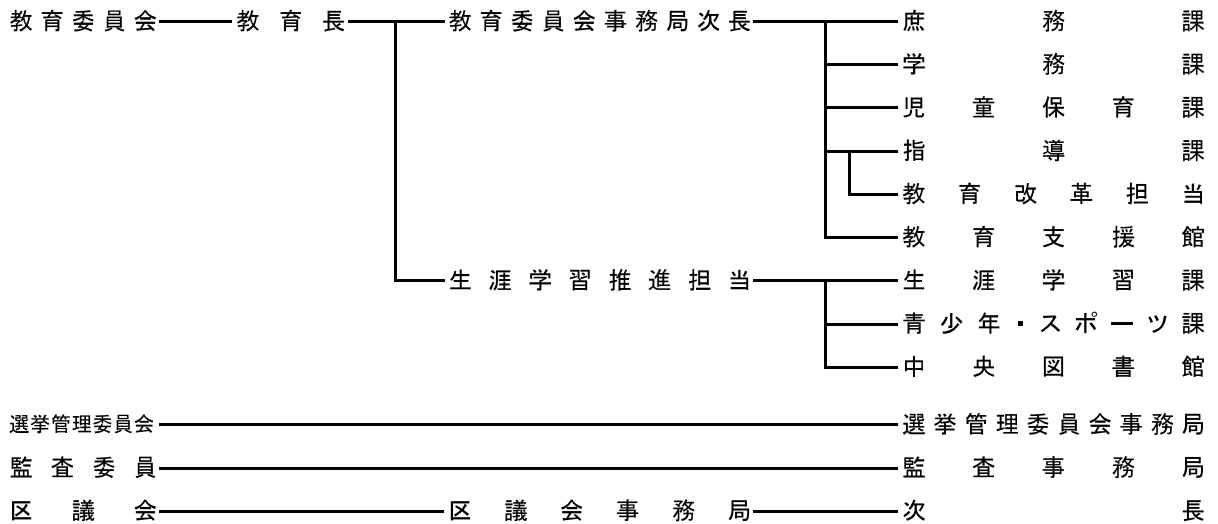 教育委員会 教育長 教育委員会事務局次長 庶務課
学務課
児童保育課
指導課
教育改革担当
教育支援館
生涯学習推進担当 生涯学習課
青少年・スポーツ課
中央図書館
選挙管理委員会 選挙管理委員会事務局
監査委員 監査事務局
区議会 区議会事務局 次長